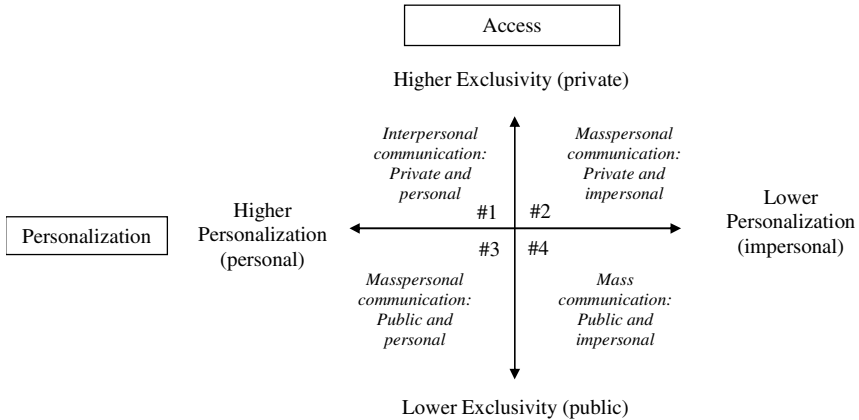 Access
Higher Exclusivity (private)
Interpersonal
communication:
Private and
personal
Masspersonal
communication:
Private and
impersonal
#1
#2
Personalization
Higher
Personalization
(personal)
Lower
Personalization
(impersonal)
#3
#4
Masspersonal
communication:
Public and
personal
Mass
communication:
Public and
impersonal
Lower Exclusivity (public)